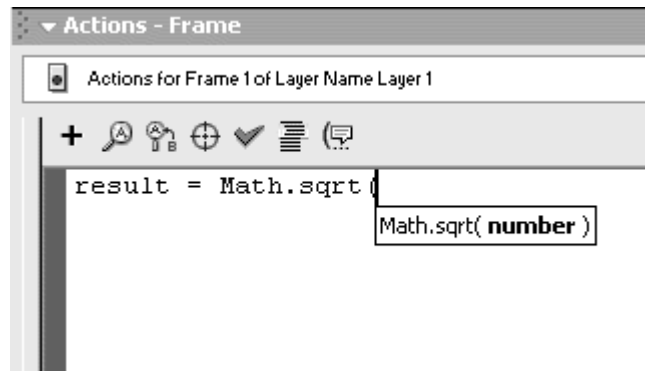 Actions - Frame
Actions for Frame 1 of Layer Name Layer 1
result = Math.sqrt(
Math.sqrt( number )